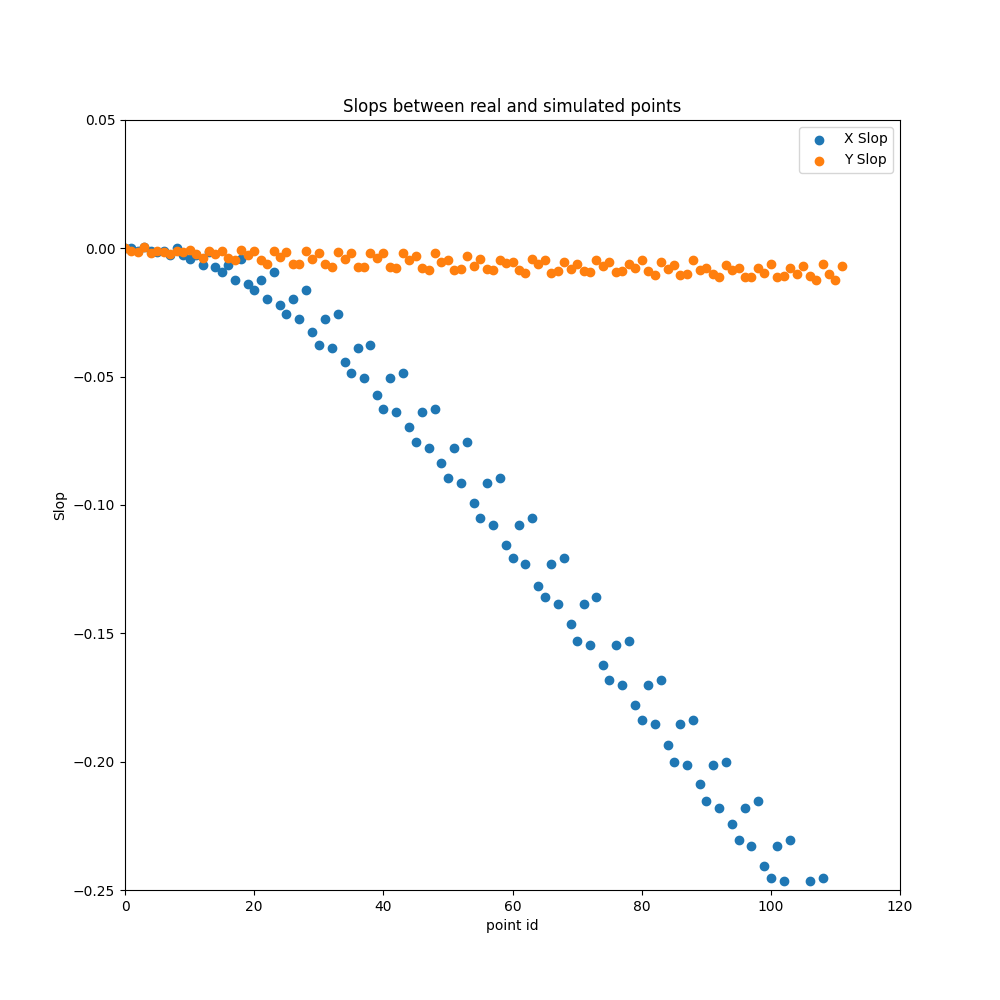 Slops between real and simulated points
X Slop
Y Slop
0.05
0.00
−0.05
−0.10
−0.15
−0.20
−0.25
Slop
0 20 40 60 80 100 120
point id